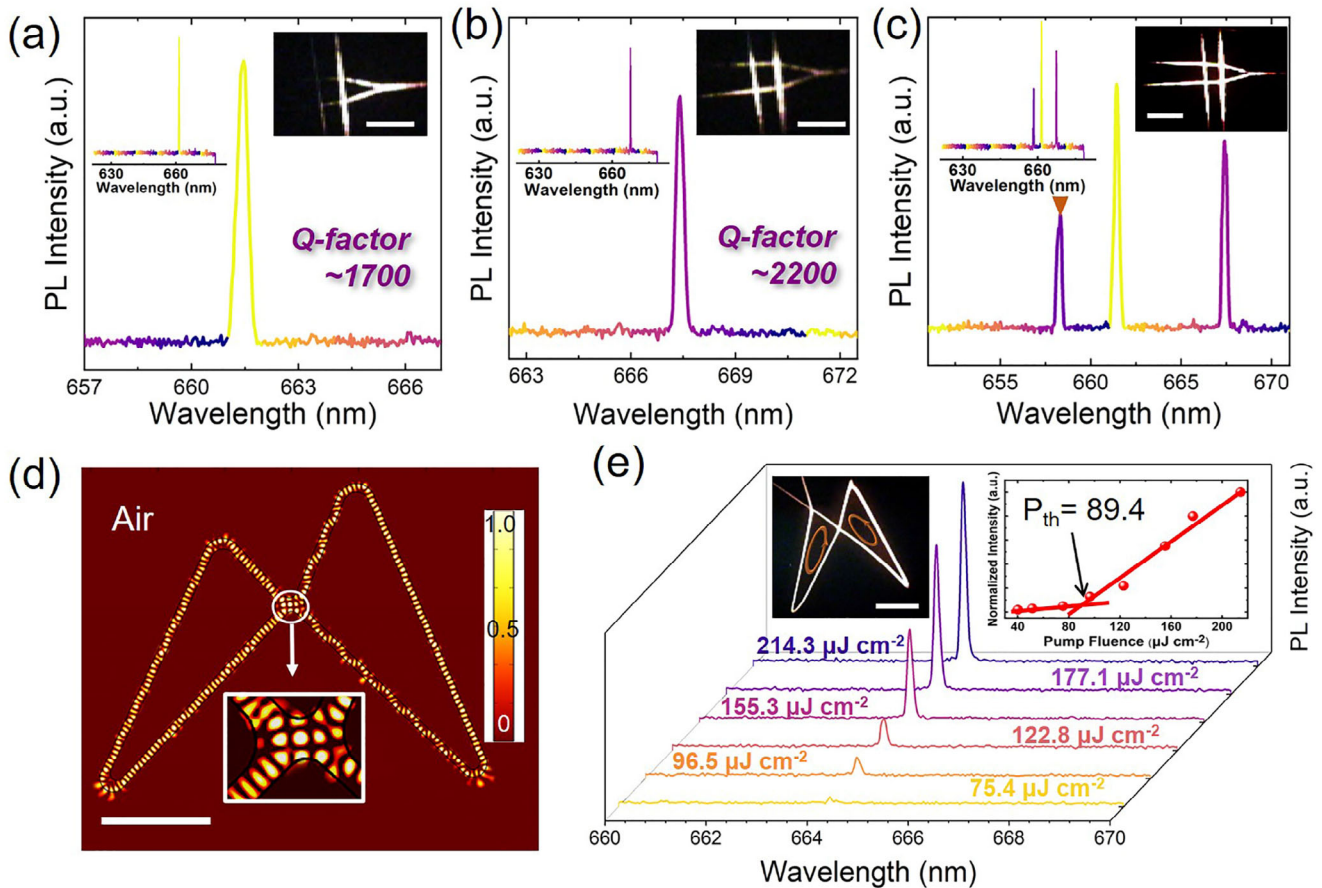 (a)
PL Intensity (a.u.)
630 660
Wavelength (nm)
Q-factor
~1700
657 660 663 666
Wavelength (nm)
(b)
PL Intensity (a.u.)
630 660
Wavelength (nm)
Q-factor
~2200
663 666 669 672
Wavelength (nm)
(c)
PL Intensity (a.u.)
630 660
Wavelength (nm)
655 660 665 670
Wavelength (nm)
(d)
Air
1.0
0.5
0
(e)
Normalized Intensity (a.u.)
Pth= 89.4
40 80 120 160 200
Pump Fluence (μJ cm-2)
PL Intensity (a.u.)
214.3 μJ cm-2
177.1 μJ cm-2
155.3 μJ cm-2
122.8 μJ cm-2
96.5 μJ cm-2
75.4 μJ cm-2
660 662 664 666 668 670
Wavelength (nm)